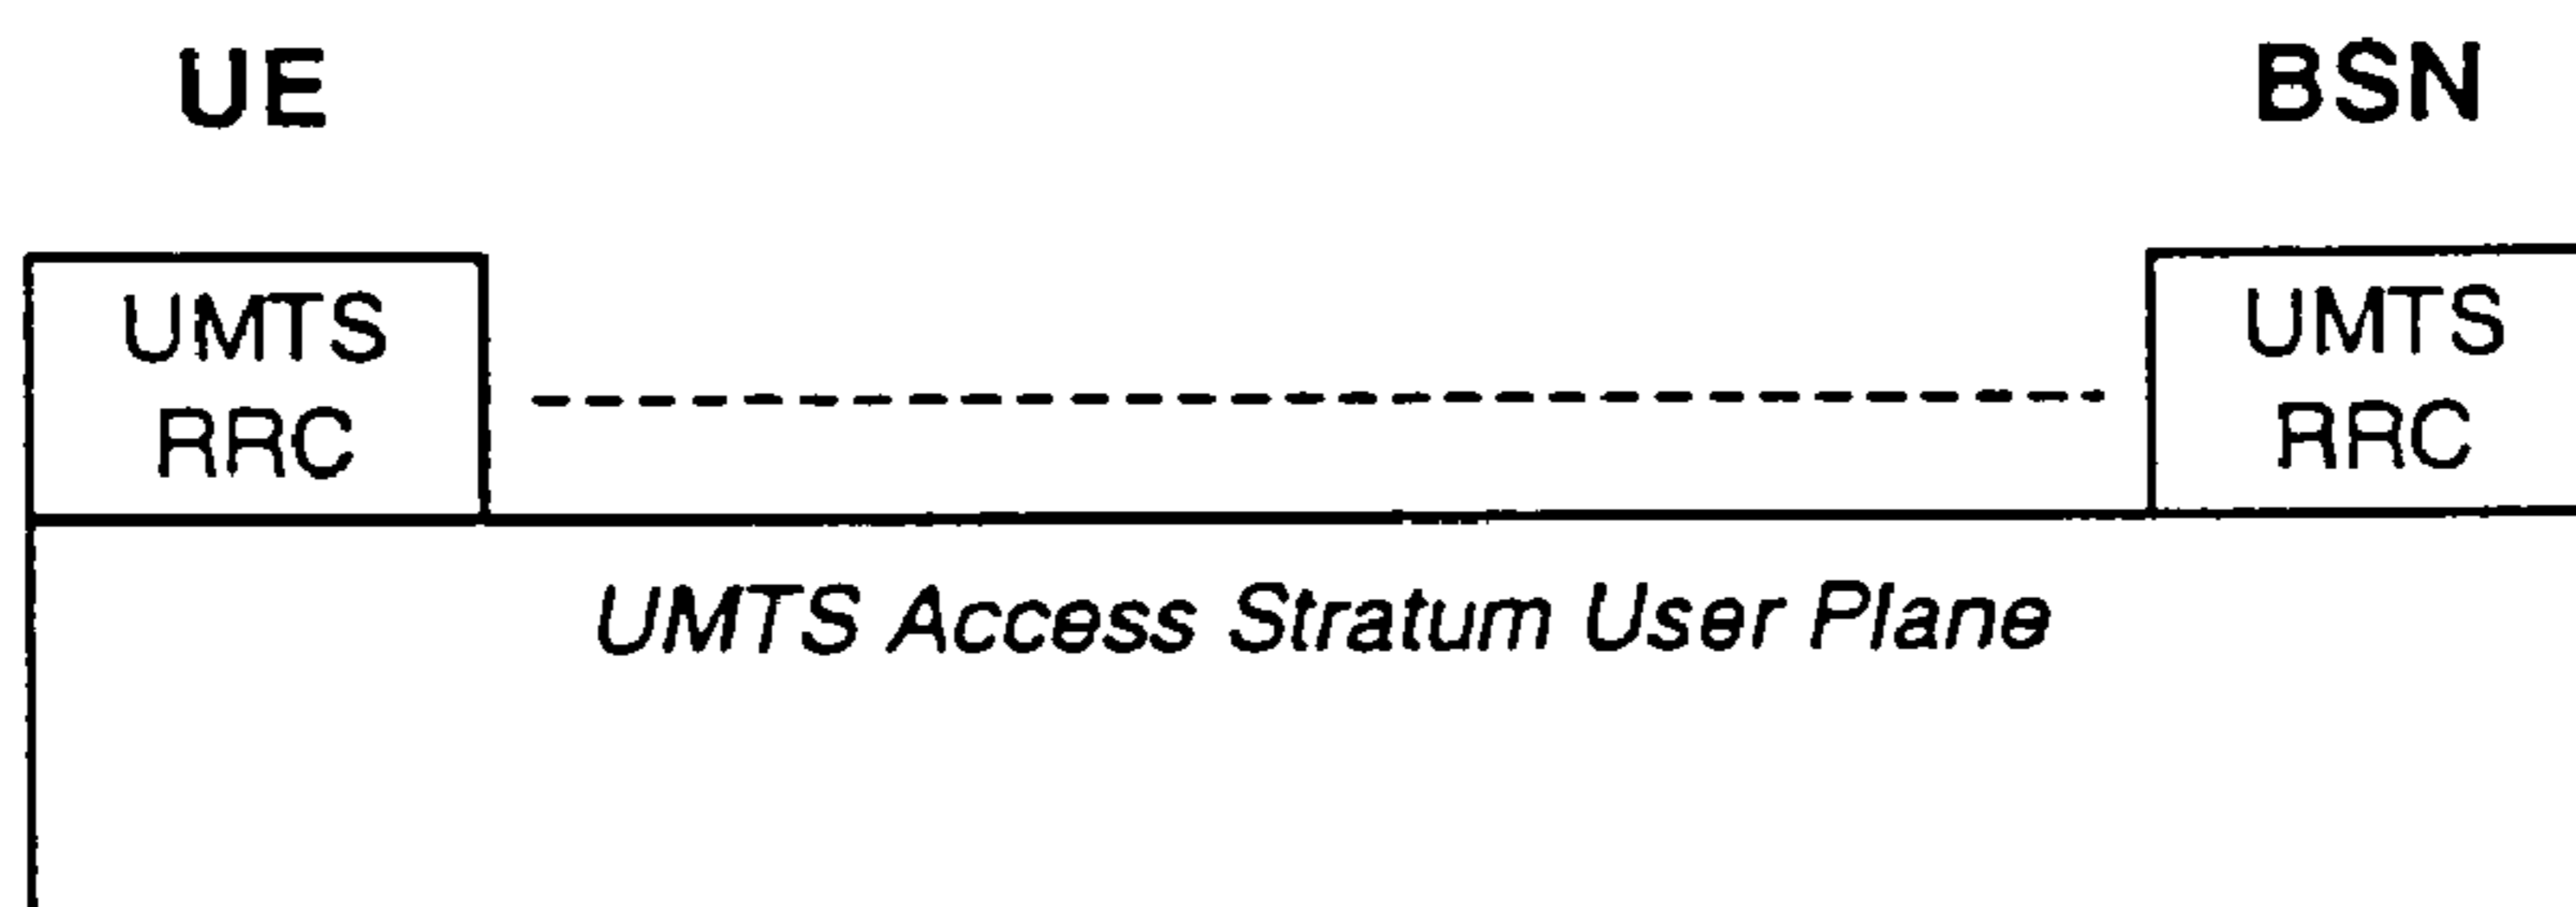 UE
BSN
UMTS
RRC
UMTS
RRC
UMTS Access Stratum User Plane